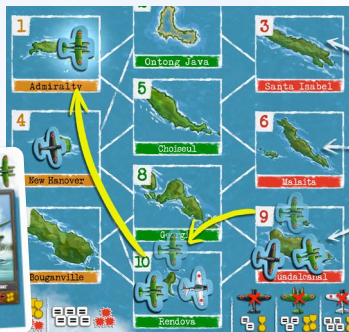 1
Admiralty
Ontong Java
3
Santa Isabel
4
New Hanover
5
Choiseul
6
Malaita
Bouganville
8
9
Guadalcanal
10
Rendova